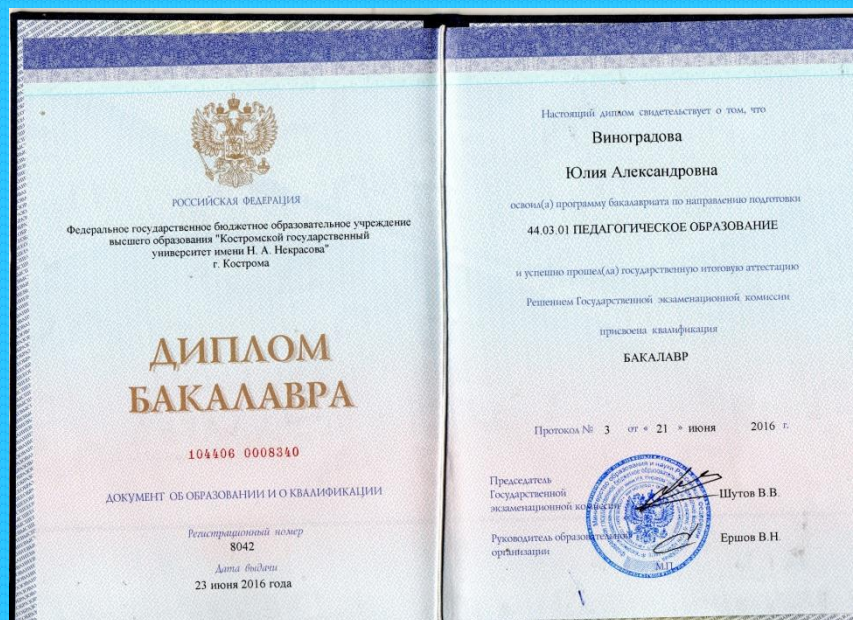 РОССИЙСКАЯ ФЕДЕРАЦИЯ
Федеральное государственное бюджетное образовательное учреждение
высшего образования "Костромской государственный
университет имени Н. А. Некрасова"
г. Кострома
ДИПЛОМ
БАКАЛАВРА
104406 0008340
ДОКУМЕНТ ОБ ОБРАЗОВАНИИ И О КВАЛИФИКАЦИИ
Регистрационный номер
8042
Дата выдачи
23 июня 2016 года
Настоящий диплом свидетельствует о том, что
Виноградова
Юлия Александровна
освоил(а) программу бакалавриата по направлению подготовки
44.03.01 ПЕДАГОГИЧЕСКОЕ ОБРАЗОВАНИЕ
и успешно прошел(ла) государственную итоговую аттестацию
Решением Государственной экзаменационной комиссии
присвоена квалификация
БАКАЛАВР
Протокол № 3 от « 21 » июня 2016 г.
Председатель
Государственной
экзаменационной комиссии
Шутов В.В.
Руководитель образовательной
организации
Ершов В.Н.
М.П.